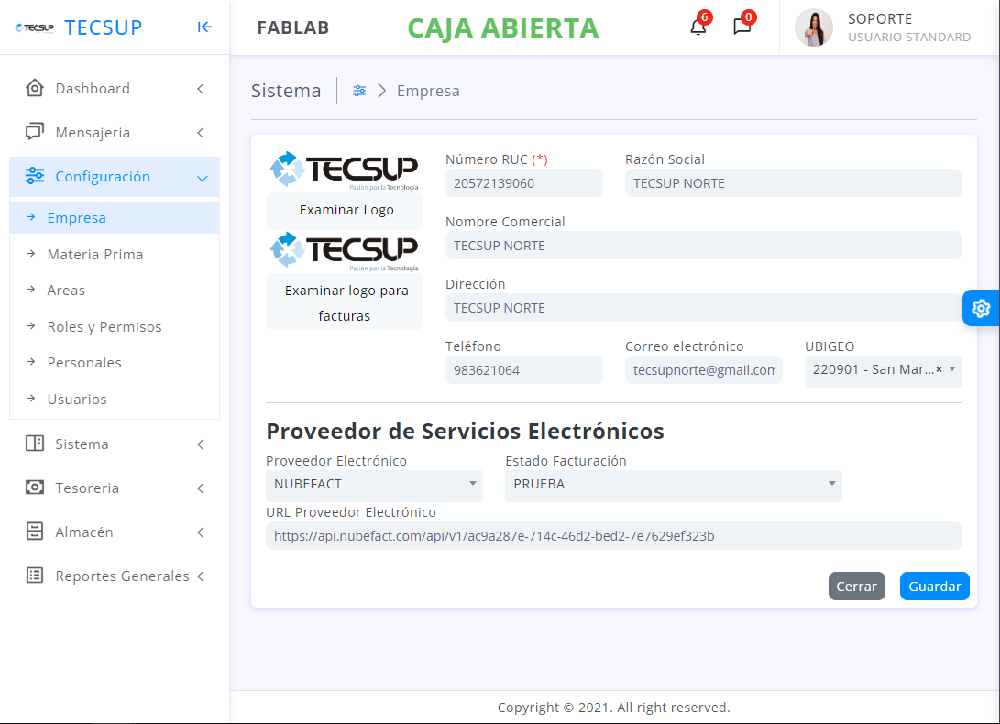 TECSUP TECSUP
FABLAB
CAJA ABIERTA
6
0
SOPORTE
USUARIO STANDARD
Dashboard
Mensajeria
Configuración
Empresa
Materia Prima
Areas
Roles y Permisos
Personales
Usuarios
Sistema
Tesoreria
Almacén
Reportes Generales
Sistema
Empresa
TECSUP
Pasión por la Tecnología
Examinar Logo
TECSUP
Pasión por la Tecnología
Examinar logo para
facturas
Número RUC (*)
20572139060
Razón Social
TECSUP NORTE
Nombre Comercial
TECSUP NORTE
Dirección
TECSUP NORTE
Teléfono
983621064
Correo electrónico
tecsupnorte@gmail.com
UBIGEO
220901 - San Mar...×
Proveedor de Servicios Electrónicos
Proveedor Electrónico
NUBEFACT
Estado Facturación
PRUEBA
URL Proveedor Electrónico
https://api.nubefact.com/api/v1/ac9a287e-714c-46d2-bed2-7e7629ef323b
Cerrar
Guardar
Copyright © 2021. All right reserved.